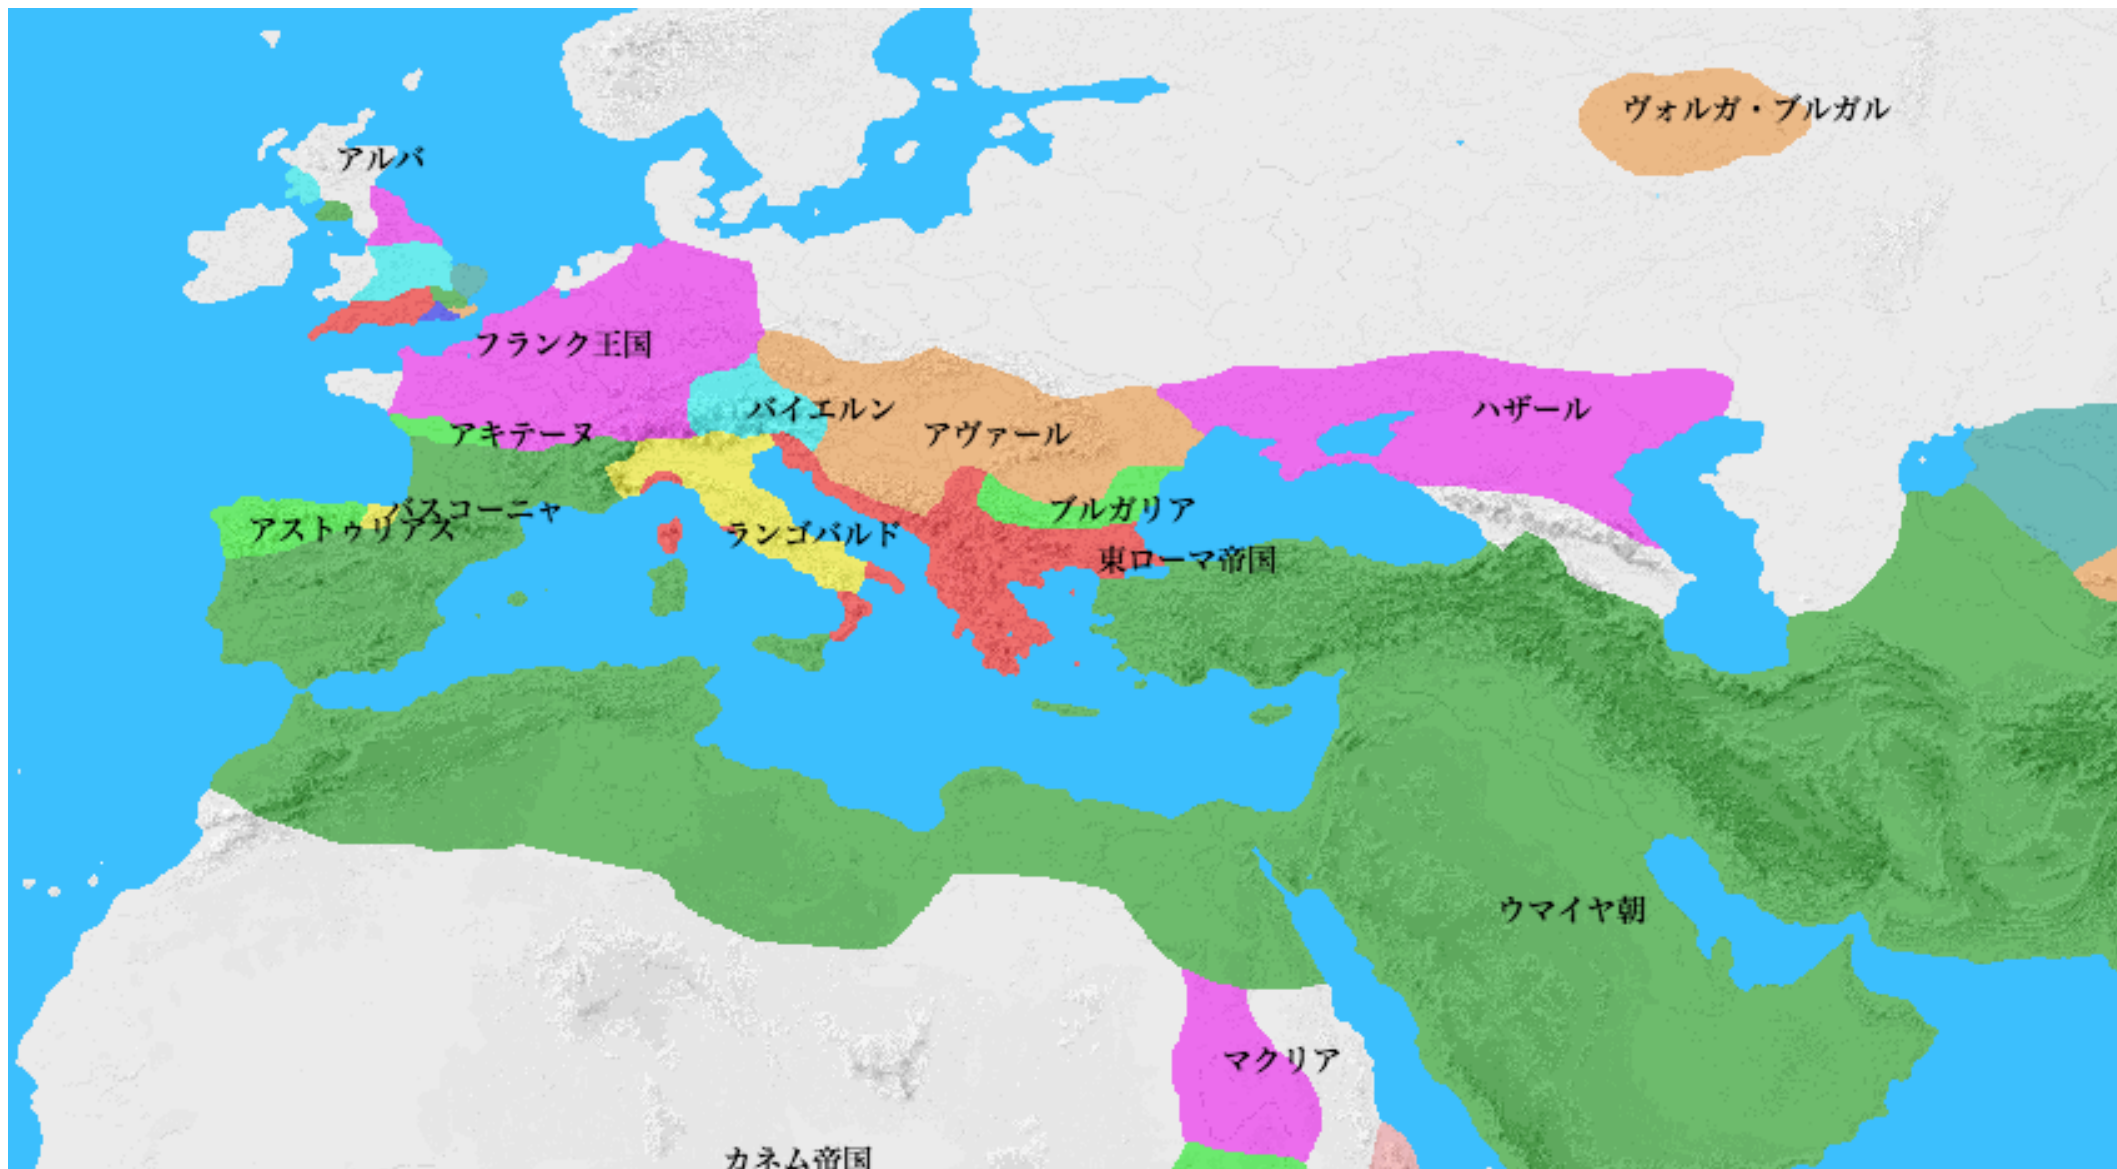 ヴォルガ・ブルガル
アルバ
フランク王国
バイエルン
ハザール
アキテーヌ
アヴァール
バスコーニャ
ブルガリア
アストゥリアス
ランゴバルド
東ローマ帝国
ウマイヤ朝
マクリア
カネム帝国